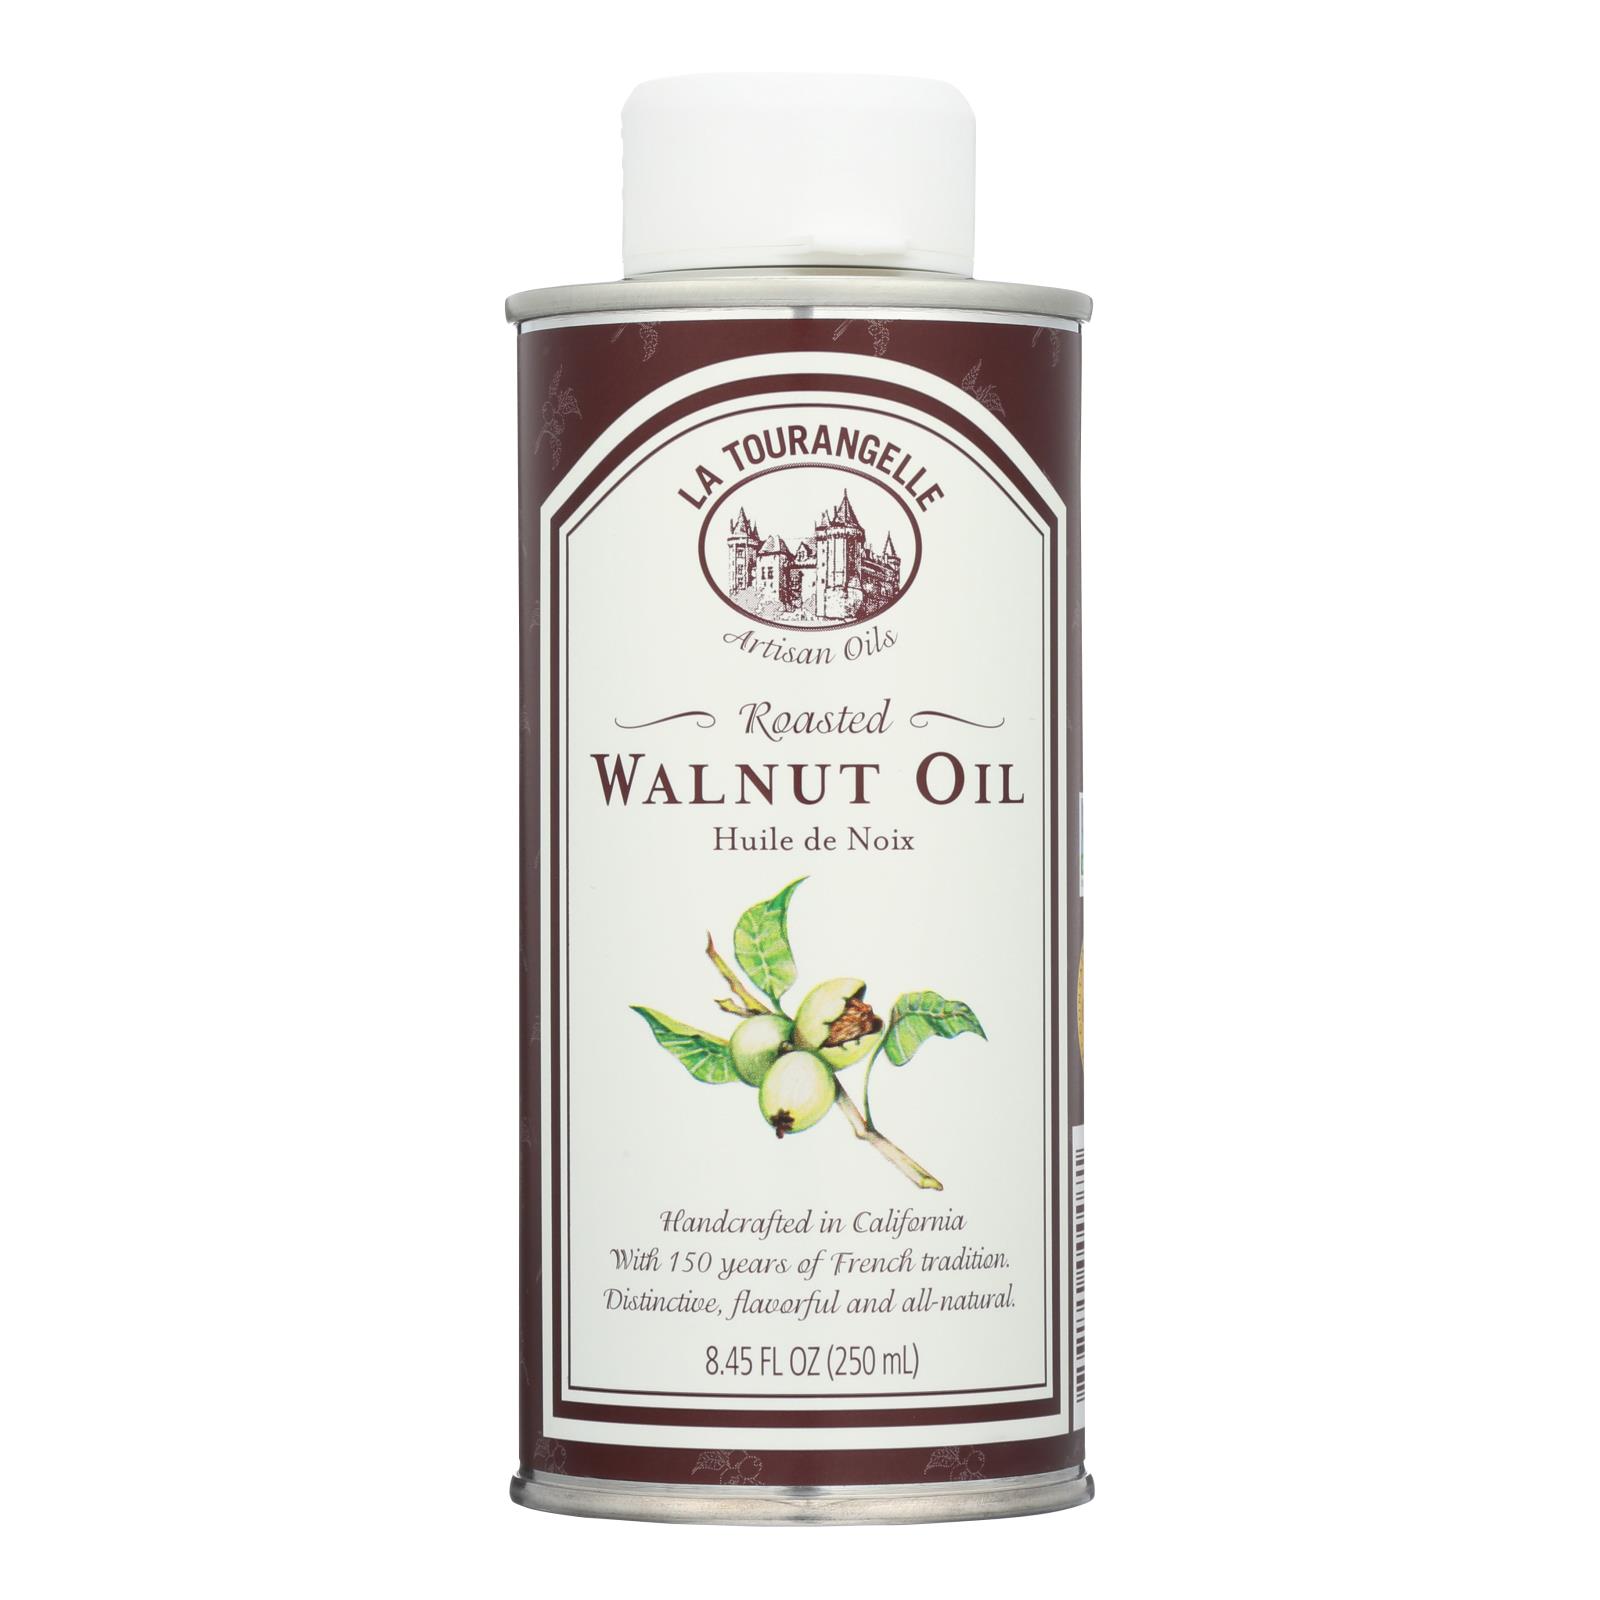 LA TOURANGELLE
Artisan Oils
Roasted
WALNUT OIL
Huile de Noix
Handcrafted in California
With 150 years of French tradition.
Distinctive, flavorful and all-natural.
8.45 FL OZ (250 mL)